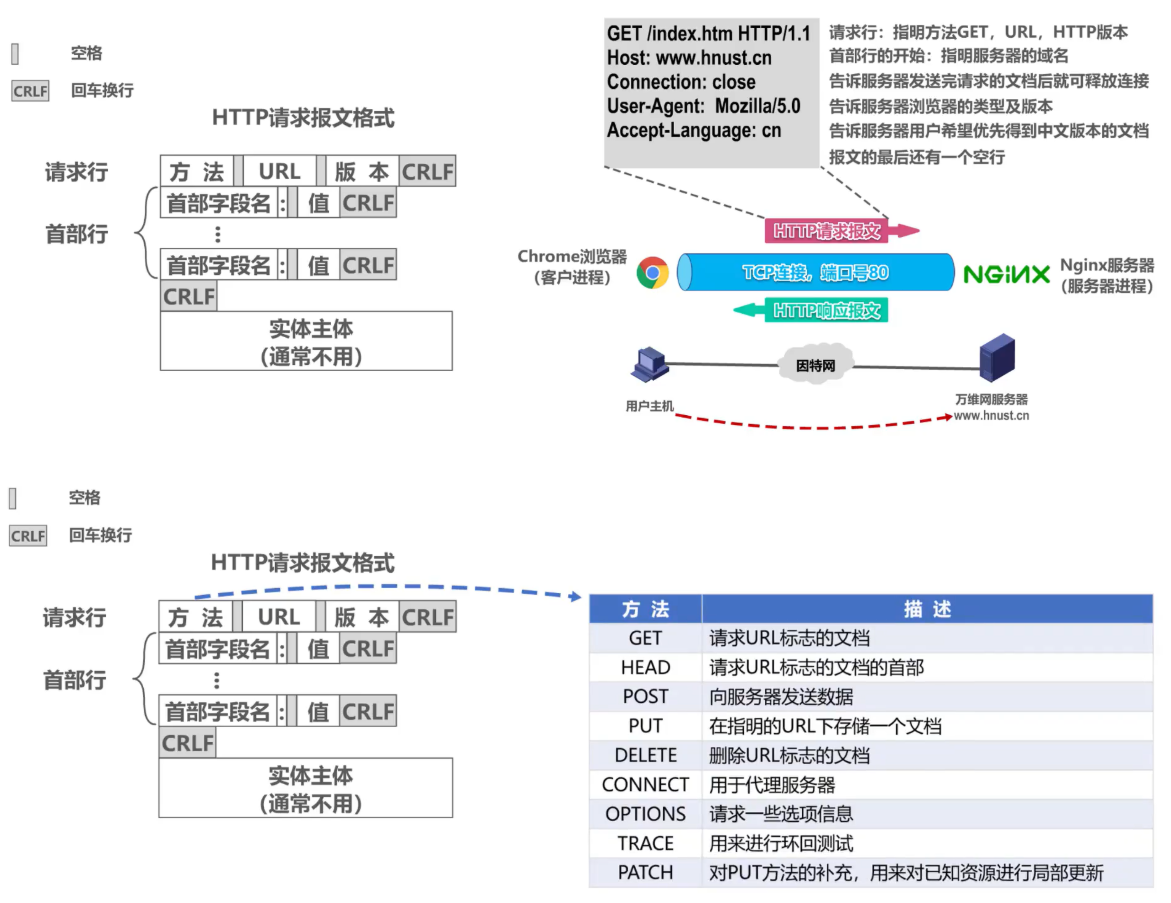 空格
CRLF 回车换行
HTTP请求报文格式
请求行 方 法 URL 版 本 CRLF
首部字段名 : 值 CRLF
首部行
⋮
首部字段名 : 值 CRLF
CRLF
实体主体
(通常不用)
GET /index.htm HTTP/1.1 请求行：指明方法GET，URL，HTTP版本
Host: www.hnust.cn 首部行的开始：指明服务器的域名
Connection: close 告诉服务器发送完请求的文档后就可释放连接
User-Agent: Mozilla/5.0 告诉服务器浏览器的类型及版本
Accept-Language: cn 告诉服务器用户希望优先得到中文版本的文档
报文的最后还有一个空行
HTTP请求报文
Chrome浏览器
(客户进程)
TCP连接，端口号80
NGINX
Nginx服务器
(服务器进程)
HTTP响应报文
因特网
用户主机
万维网服务器
www.hnust.cn
空格
CRLF 回车换行
HTTP请求报文格式
请求行 方 法 URL 版 本 CRLF
首部字段名 : 值 CRLF
首部行
⋮
首部字段名 : 值 CRLF
CRLF
实体主体
(通常不用)
方 法 描 述
GET 请求URL标志的文档
HEAD 请求URL标志的文档的首部
POST 向服务器发送数据
PUT 在指明的URL下存储一个文档
DELETE 删除URL标志的文档
CONNECT 用于代理服务器
OPTIONS 请求一些选项信息
TRACE 用来进行环回测试
PATCH 对PUT方法的补充，用来对已知资源进行局部更新